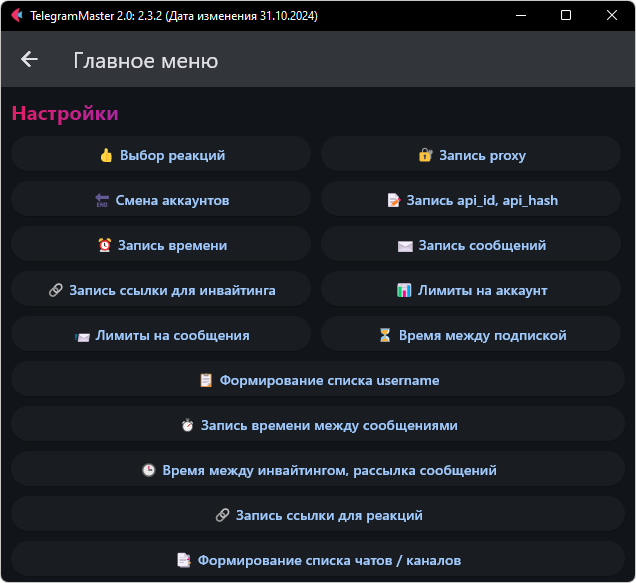 TelegramMaster 2.0: 2.3.2 (Дата изменения 31.10.2024)
Главное меню
Настройки
👍 Выбор реакций
🔐 Запись proxy
🔚 Смена аккаунтов
📝 Запись api_id, api_hash
⏰ Запись времени
✉️ Запись сообщений
🔗 Запись ссылки для инвайтинга
📊 Лимиты на аккаунт
📨 Лимиты на сообщения
⏳ Время между подпиской
📋 Формирование списка username
⏱️ Запись времени между сообщениями
🕒 Время между инвайтингом, рассылка сообщений
🔗 Запись ссылки для реакций
📑 Формирование списка чатов / каналов